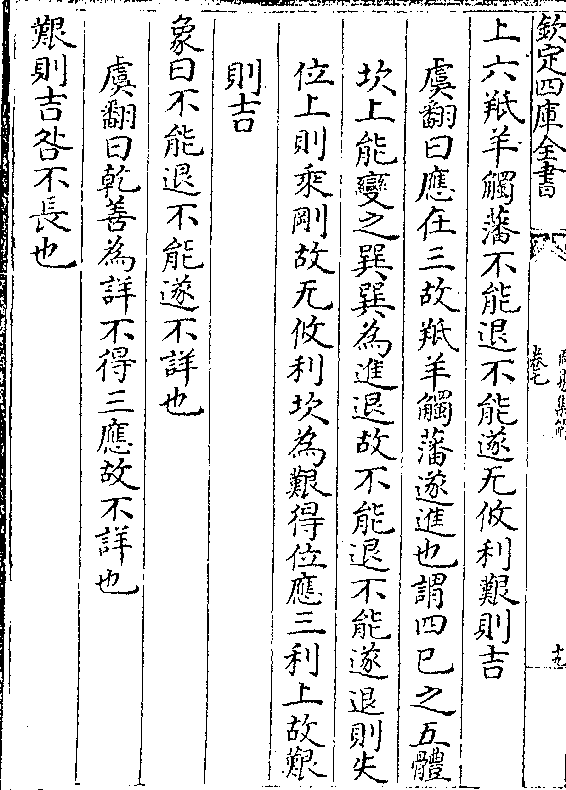 欽定四庫全書
周易集解
卷七
十九
上六羝羊觸藩不能退不能遂无攸利艱則吉
虞翻曰應在三故羝羊觸藩遂進也謂四巳之五體
坎上能變之巽巽為進退故不能退不能遂退則失
位上則乘剛故无攸利坎為艱得位應三利上故艱
則吉
象曰不能退不能遂不詳也
虞翻曰乾善為詳不得三應故不詳也
艱則吉咎不長也